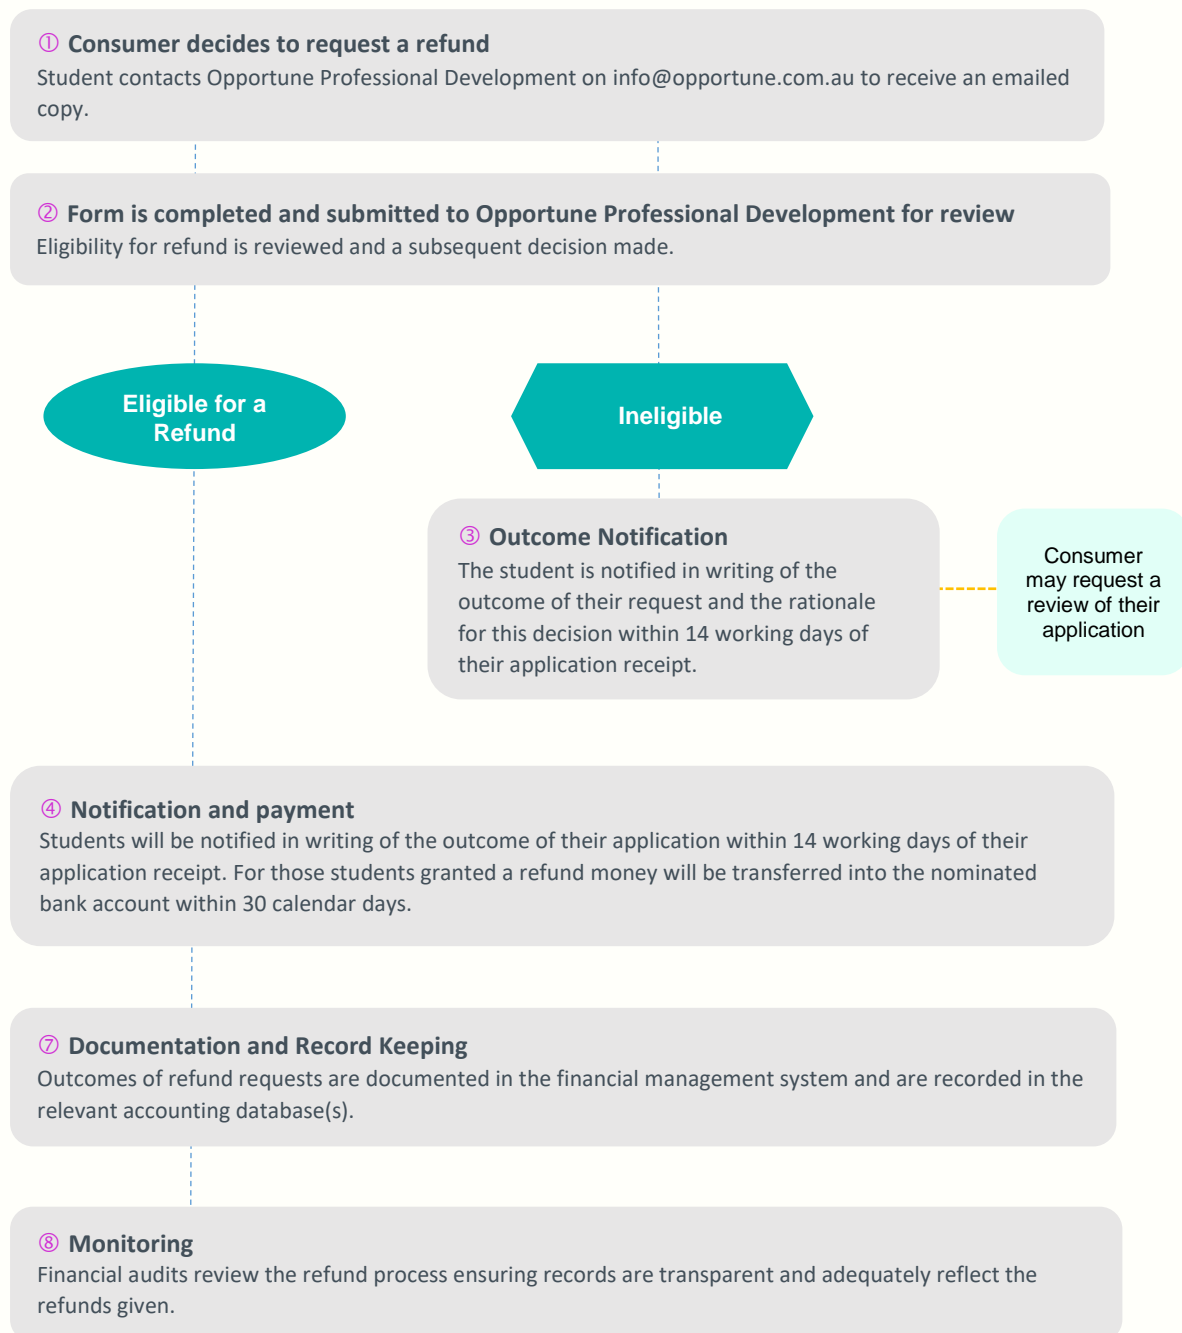 ① Consumer decides to request a refund
Student contacts Opportune Professional Development on info@opportune.com.au to receive an emailed
copy.
② Form is completed and submitted to Opportune Professional Development for review
Eligibility for refund is reviewed and a subsequent decision made.
Eligible for a
Refund
Ineligible
③ Outcome Notification
The student is notified in writing of the
outcome of their request and the rationale
for this decision within 14 working days of
their application receipt.
Consumer
may request a
review of their
application
④ Notification and payment
Students will be notified in writing of the outcome of their application within 14 working days of their
application receipt. For those students granted a refund money will be transferred into the nominated
bank account within 30 calendar days.
⑦ Documentation and Record Keeping
Outcomes of refund requests are documented in the financial management system and are recorded in the
relevant accounting database(s).
⑧ Monitoring
Financial audits review the refund process ensuring records are transparent and adequately reflect the
refunds given.